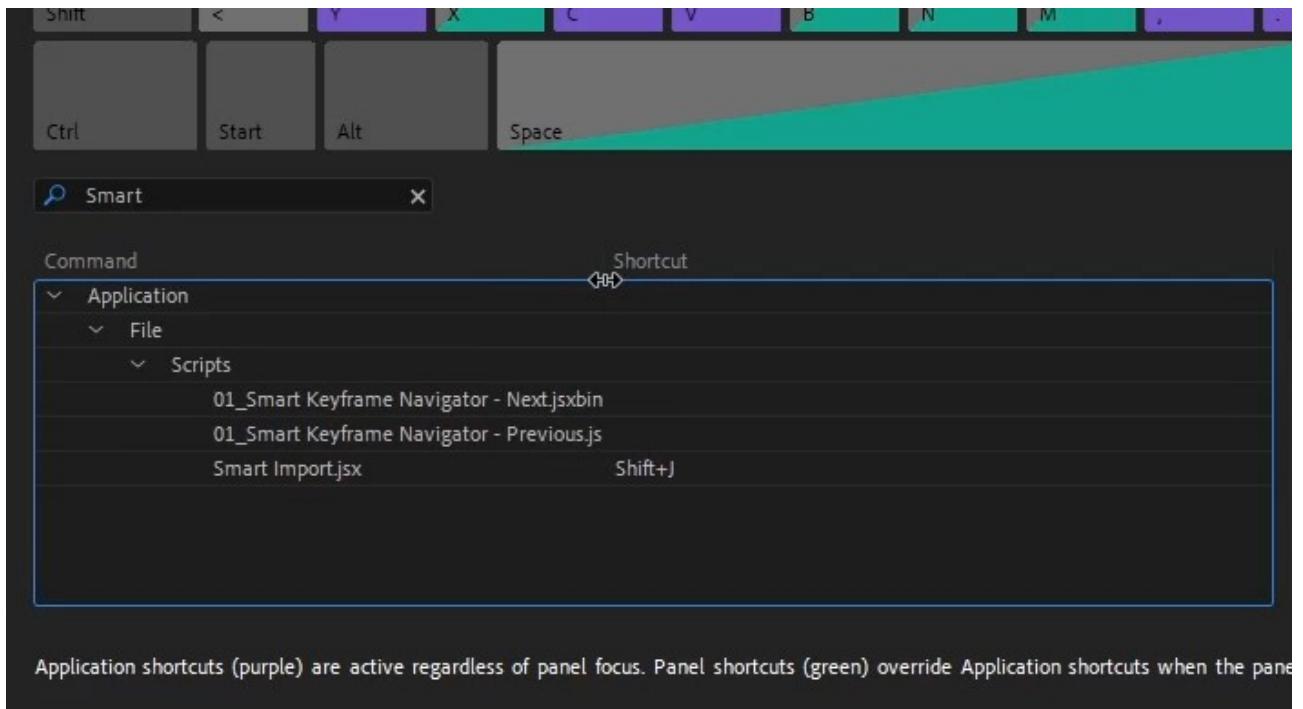 Shift < Y X C V B N M , .
Ctrl Start Alt Space
Smart
Command Shortcut
Application
File
Scripts
01_Smart Keyframe Navigator - Next.jsxbin
01_Smart Keyframe Navigator - Previous.js
Smart Import.jsx Shift+J
Application shortcuts (purple) are active regardless of panel focus. Panel shortcuts (green) override Application shortcuts when the pane